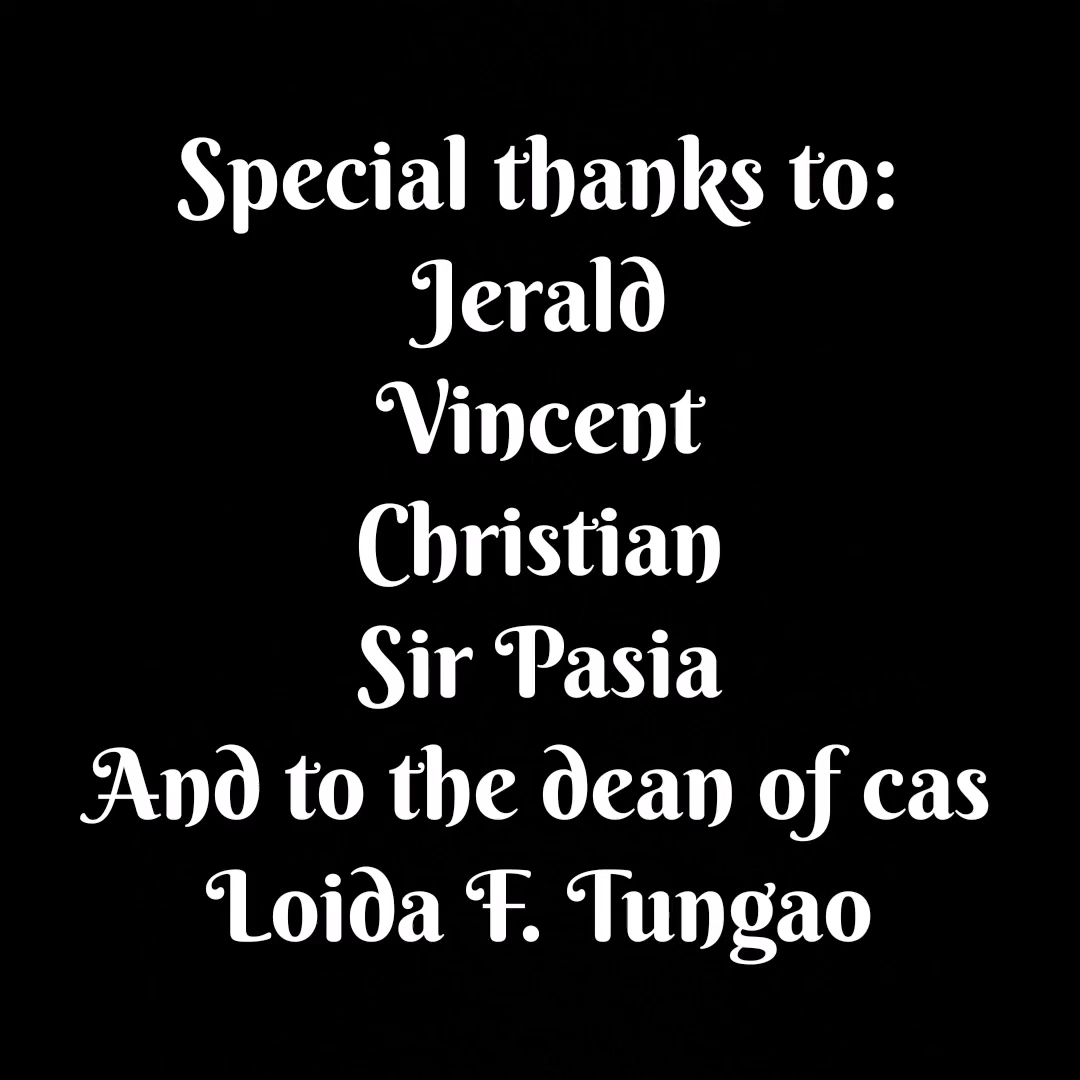 Special thanks to:
Jerald
Vincent
Christian
Sir Pasia
And to the dean of cas
Loida F. Tungao